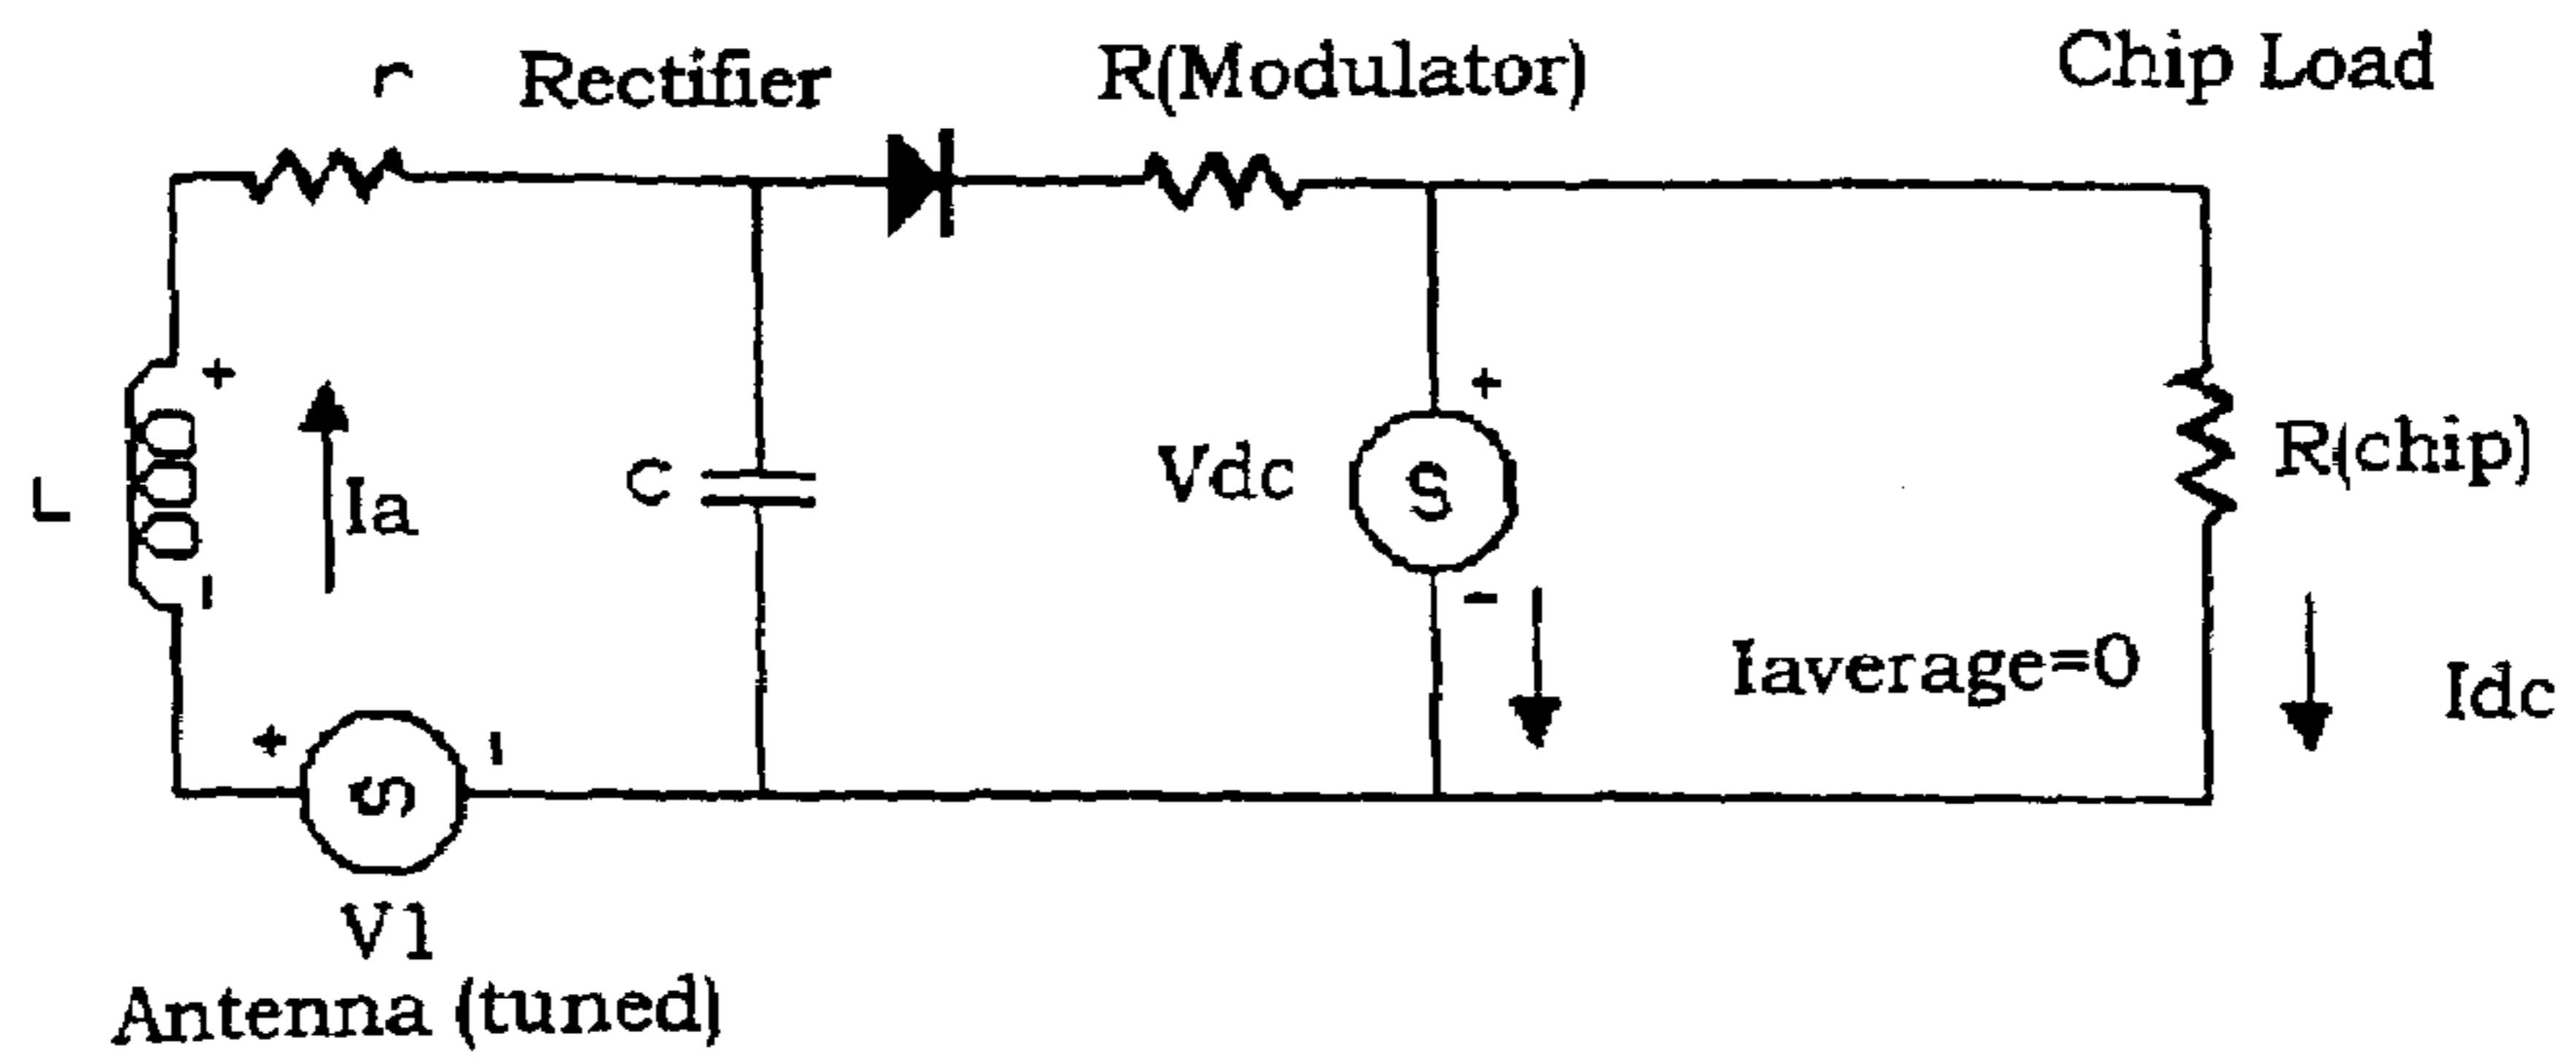 r
Rectifier
R(Modulator)
Chip Load
+
L
Ia
-
C
Vdc
+
S
-
R(chip)
Iaverage=0
Idc
+
S
-
V1
Antenna (tuned)